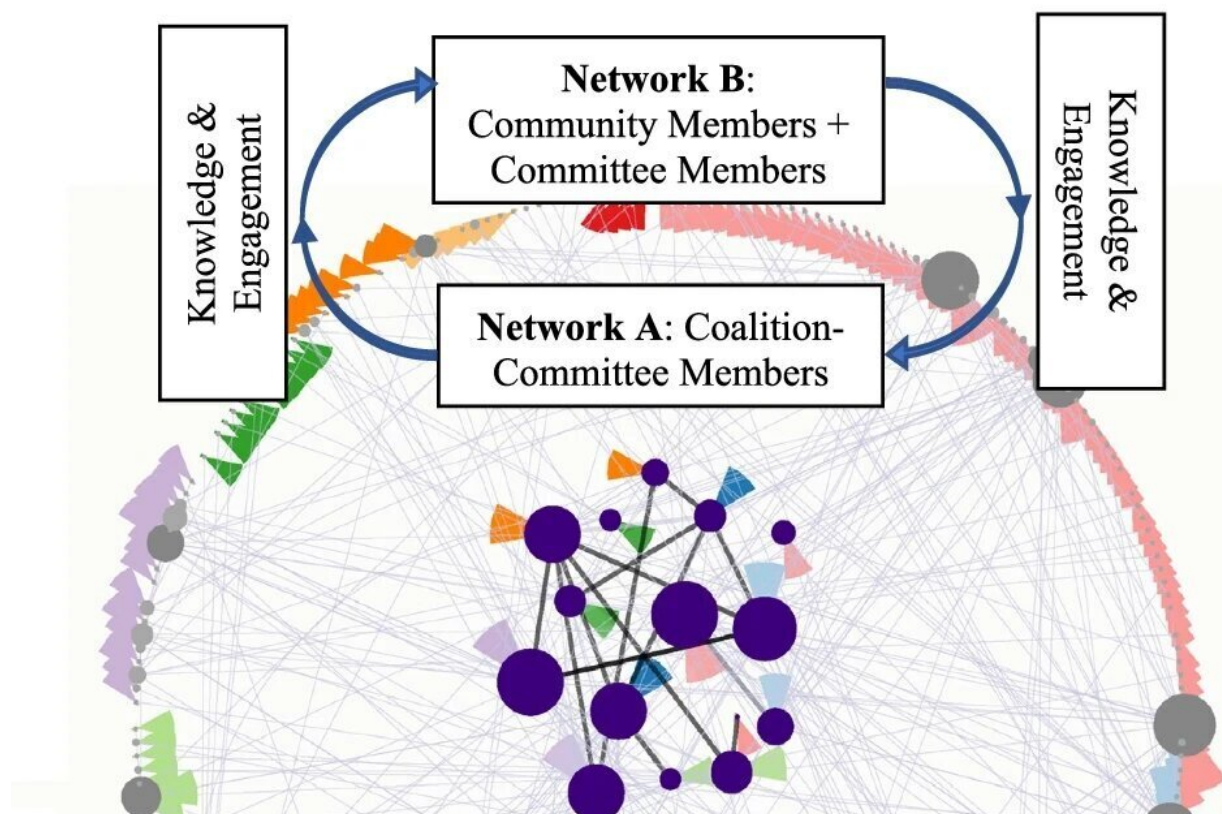 Knowledge &
Engagement
Network B:
Community Members +
Committee Members
Knowledge &
Engagement
Network A: Coalition-
Committee Members